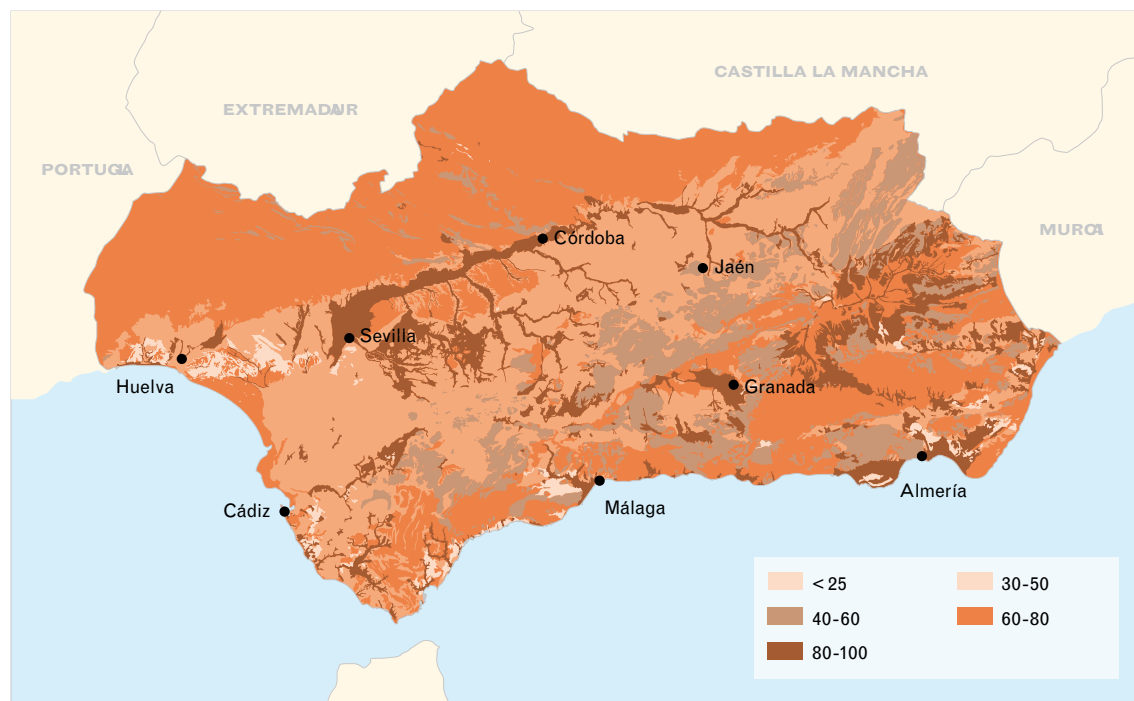 CASTILLA LA MANCHA
EXTREMADUR
PORTUGA
MURCI
Córdoba
Jaén
Sevilla
Huelva
Granada
Cádiz
Málaga
Almería
< 25
30-50
40-60
60-80
80-100